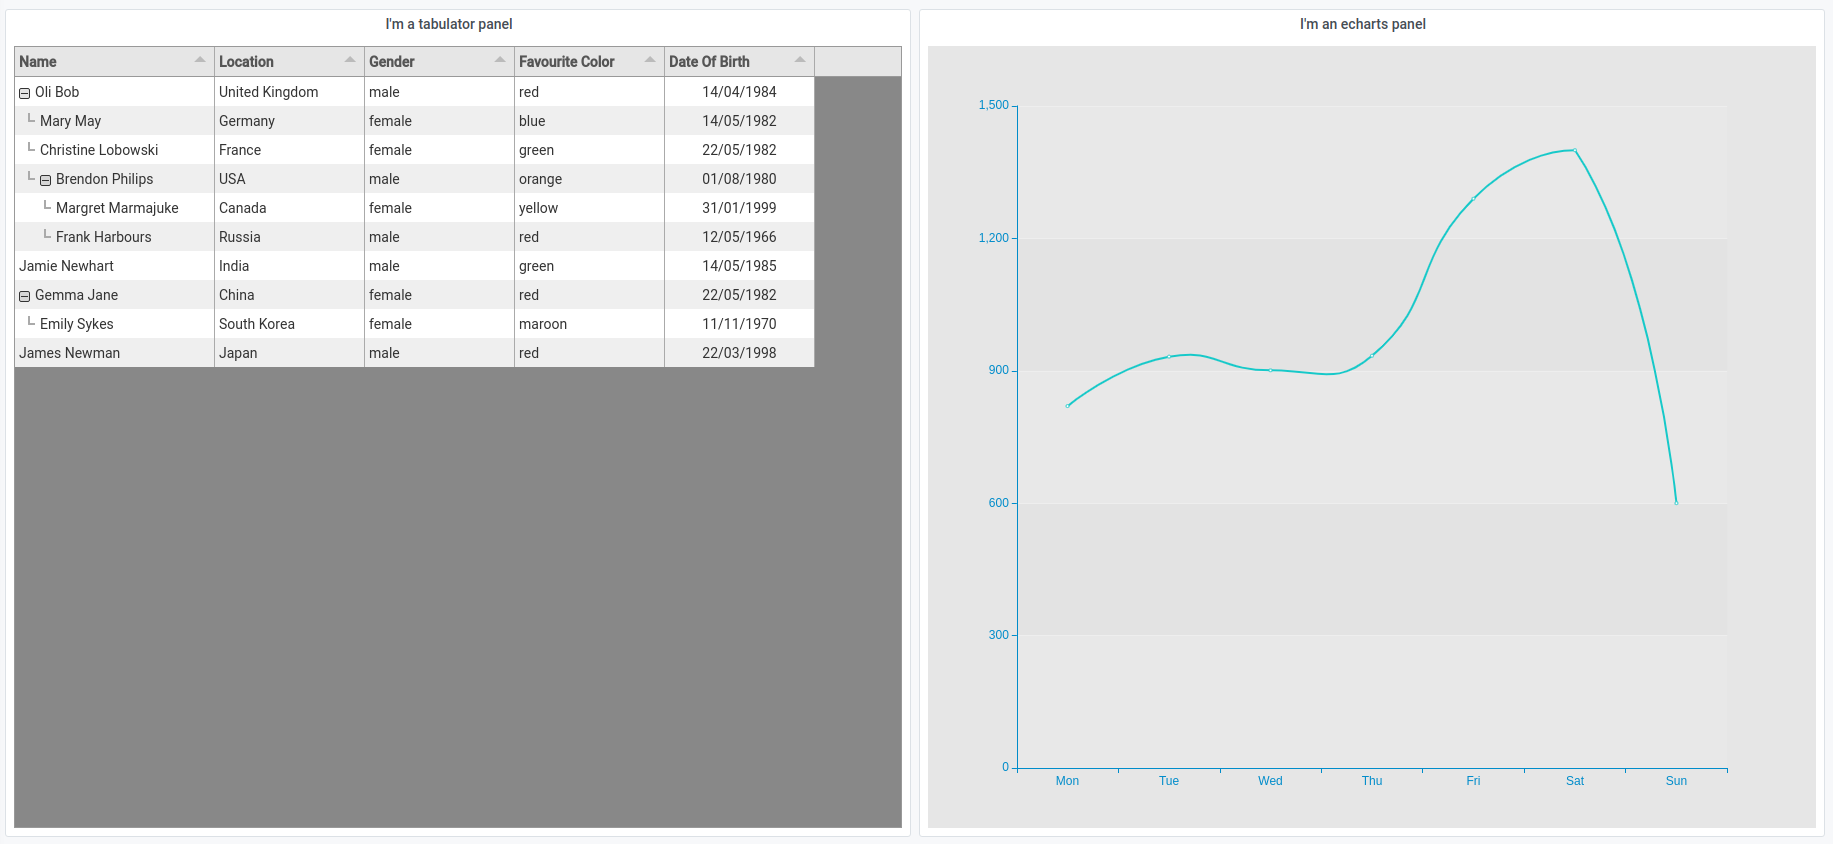 I'm a tabulator panel
Name Location Gender Favourite Color Date Of Birth
Oli Bob United Kingdom male red 14/04/1984
Mary May Germany female blue 14/05/1982
Christine Lobowski France female green 22/05/1982
Brendon Philips USA male orange 01/08/1980
Margret Marmajuke Canada female yellow 31/01/1999
Frank Harbours Russia male red 12/05/1966
Jamie Newhart India male green 14/05/1985
Gemma Jane China female red 22/05/1982
Emily Sykes South Korea female maroon 11/11/1970
James Newman Japan male red 22/03/1998
I'm an echarts panel
1,500
1,200
900
600
300
0
Mon Tue Wed Thu Fri Sat Sun